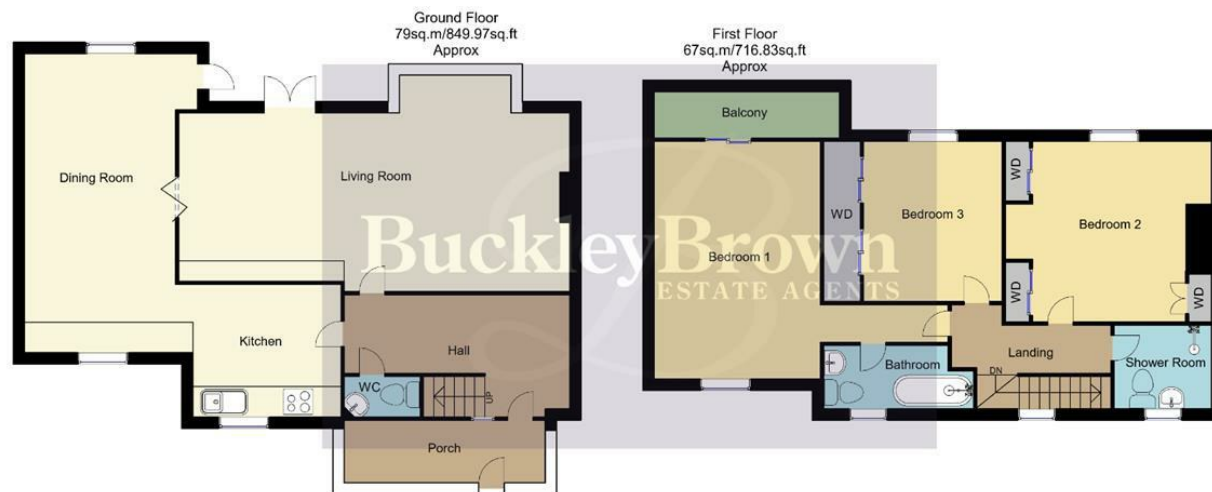 Ground Floor
79sq.m/849.97sq.ft
Approx
Dining Room
Living Room
Kitchen
Hall
WC
UP
Porch
First Floor
67sq.m/716.83sq.ft
Approx
Balcony
Bedroom 1
WD
Bedroom 3
WD
Bedroom 2
WD
WD
Bathroom
Landing
DN
Shower Room
BuckleyBrown
ESTATE AGENTS